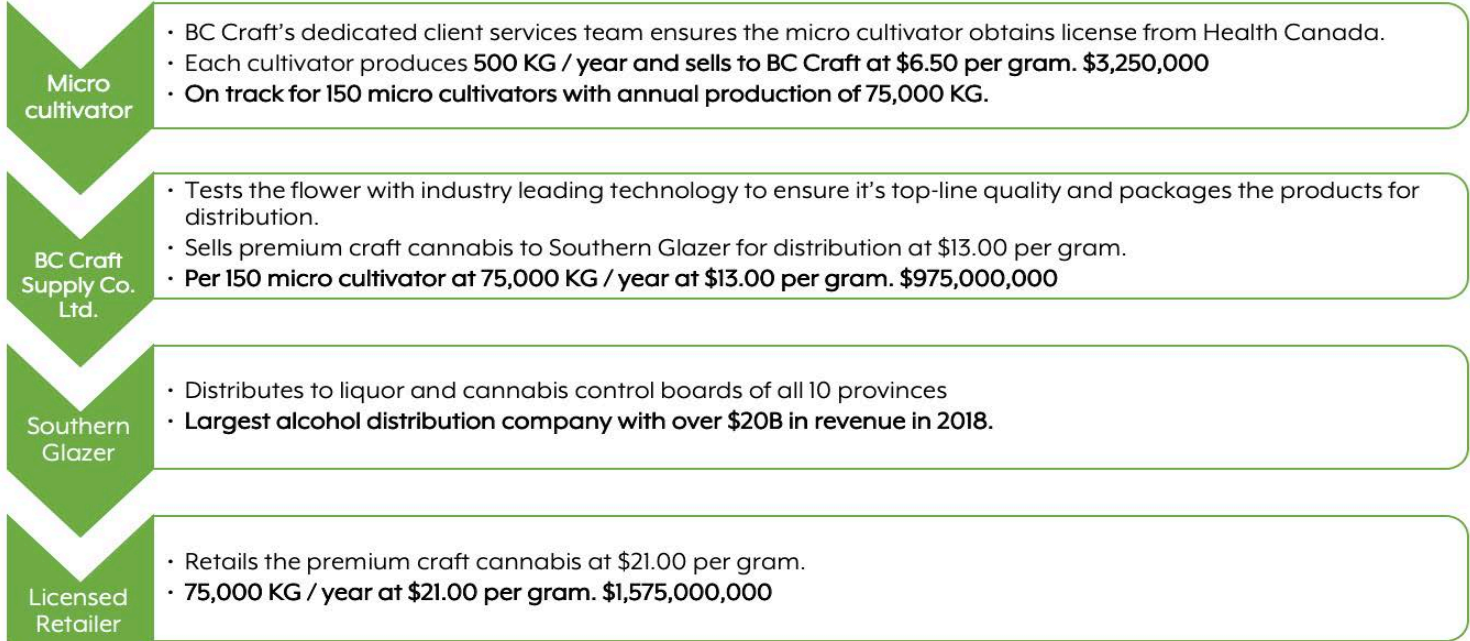 Micro
cultivator
· BC Craft's dedicated client services team ensures the micro cultivator obtains license from Health Canada.
· Each cultivator produces 500 KG / year and sells to BC Craft at $6.50 per gram. $3,250,000
· On track for 150 micro cultivators with annual production of 75,000 KG.
BC Craft
Supply Co.
Ltd.
· Tests the flower with industry leading technology to ensure it's top-line quality and packages the products for
distribution.
· Sells premium craft cannabis to Southern Glazer for distribution at $13.00 per gram.
· Per 150 micro cultivator at 75,000 KG / year at $13.00 per gram. $975,000,000
Southern
Glazer
· Distributes to liquor and cannabis control boards of all 10 provinces
· Largest alcohol distribution company with over $20B in revenue in 2018.
Licensed
Retailer
· Retails the premium craft cannabis at $21.00 per gram.
· 75,000 KG / year at $21.00 per gram. $1,575,000,000